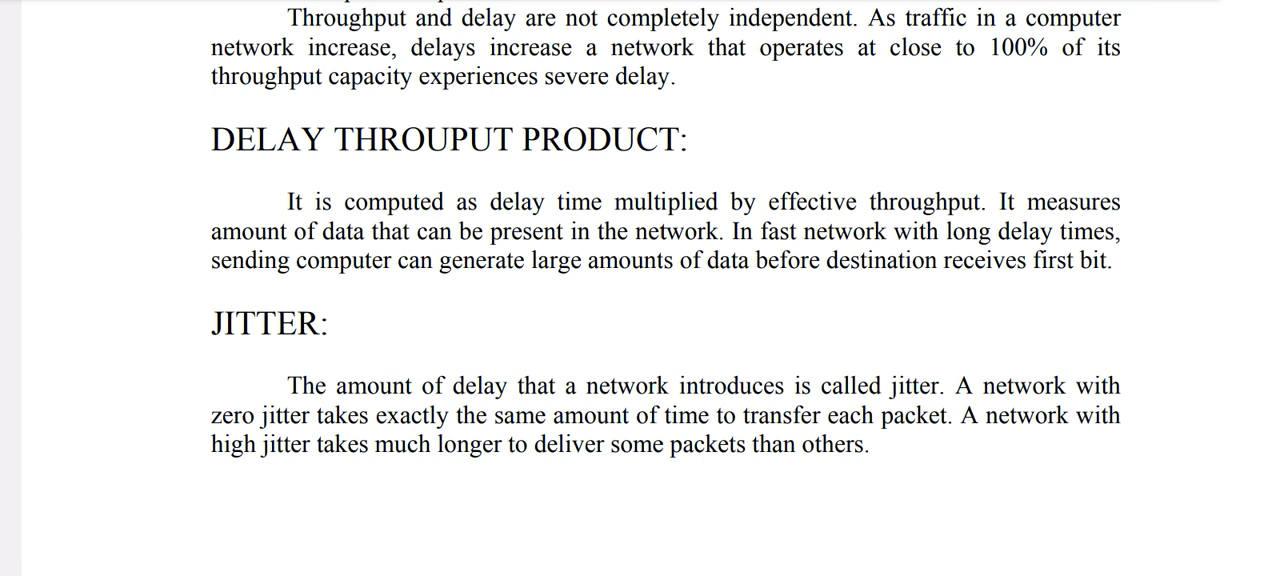 Throughput and delay are not completely independent. As traffic in a computer
network increase, delays increase a network that operates at close to 100% of its
throughput capacity experiences severe delay.
DELAY THROUPUT PRODUCT:
It is computed as delay time multiplied by effective throughput. It measures
amount of data that can be present in the network. In fast network with long delay times,
sending computer can generate large amounts of data before destination receives first bit.
JITTER:
The amount of delay that a network introduces is called jitter. A network with
zero jitter takes exactly the same amount of time to transfer each packet. A network with
high jitter takes much longer to deliver some packets than others.